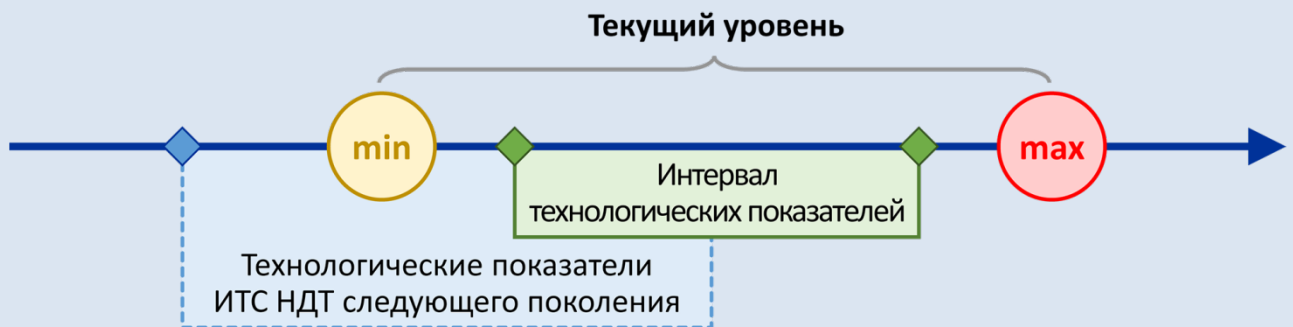 Текущий уровень
min
max
Интервал
технологических показателей
Технологические показатели
ИТС НДТ следующего поколения